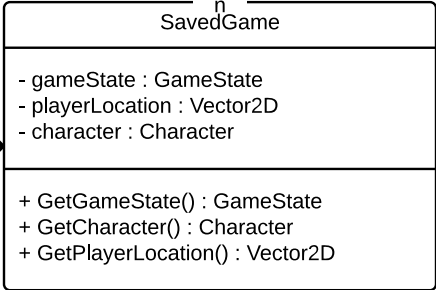 n
SavedGame
- gameState : GameState
- playerLocation : Vector2D
- character : Character
+ GetGameState() : GameState
+ GetCharacter() : Character
+ GetPlayerLocation() : Vector2D